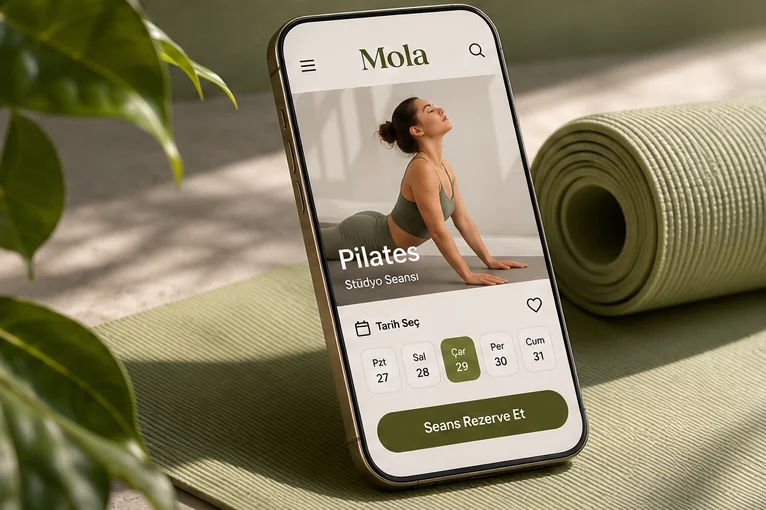 Mola
Pilates
Stüdyo Seansı
Tarih Seç
Pzt Sal Çar Per Cum
27 28 29 30 31
Seans Rezerve Et